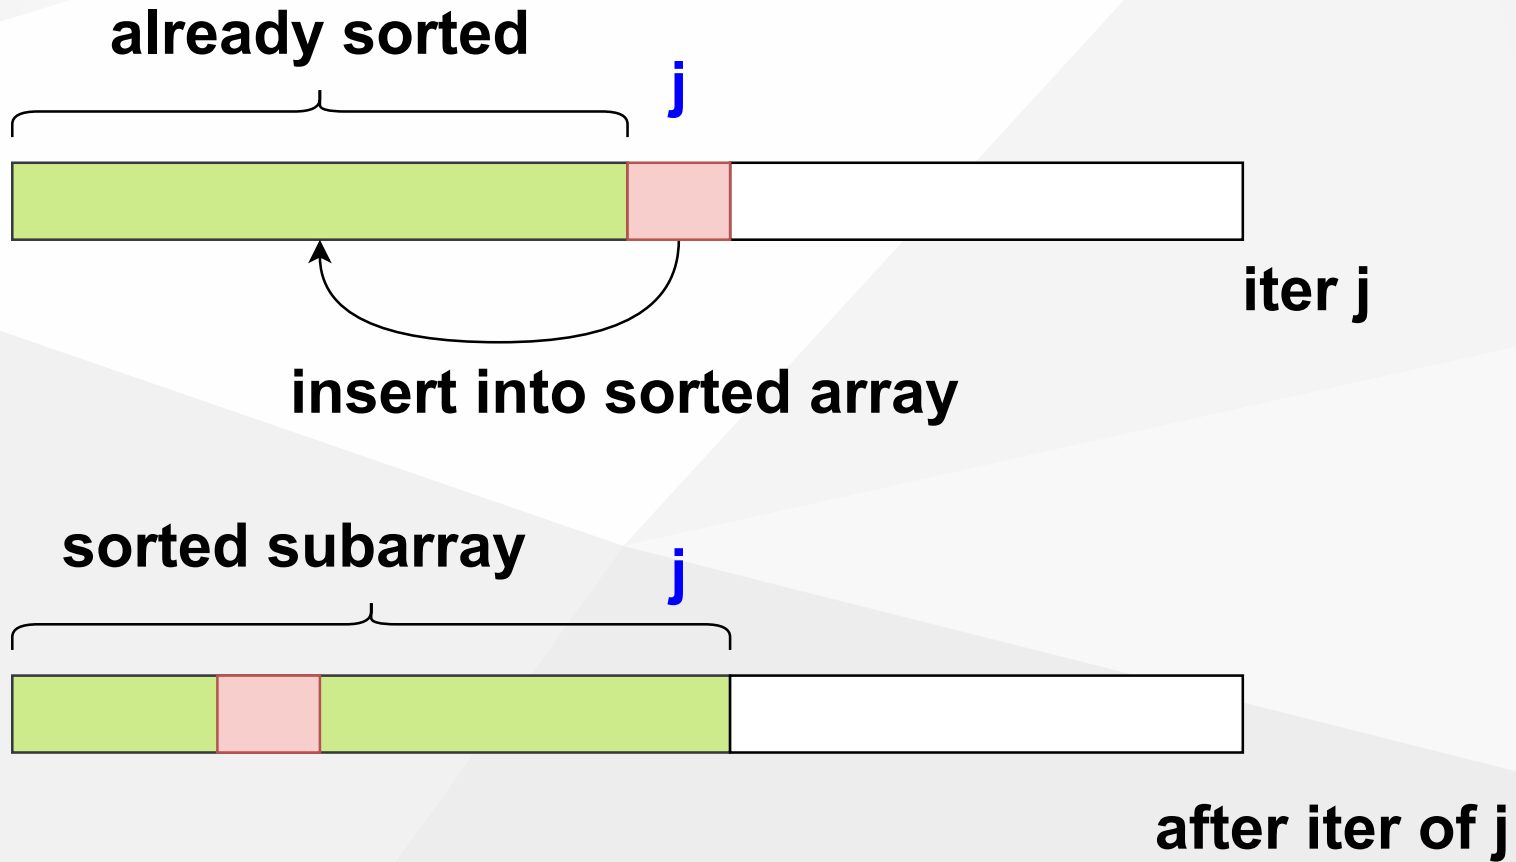 already sorted
j
iter j
insert into sorted array
sorted subarray
j
after iter of j